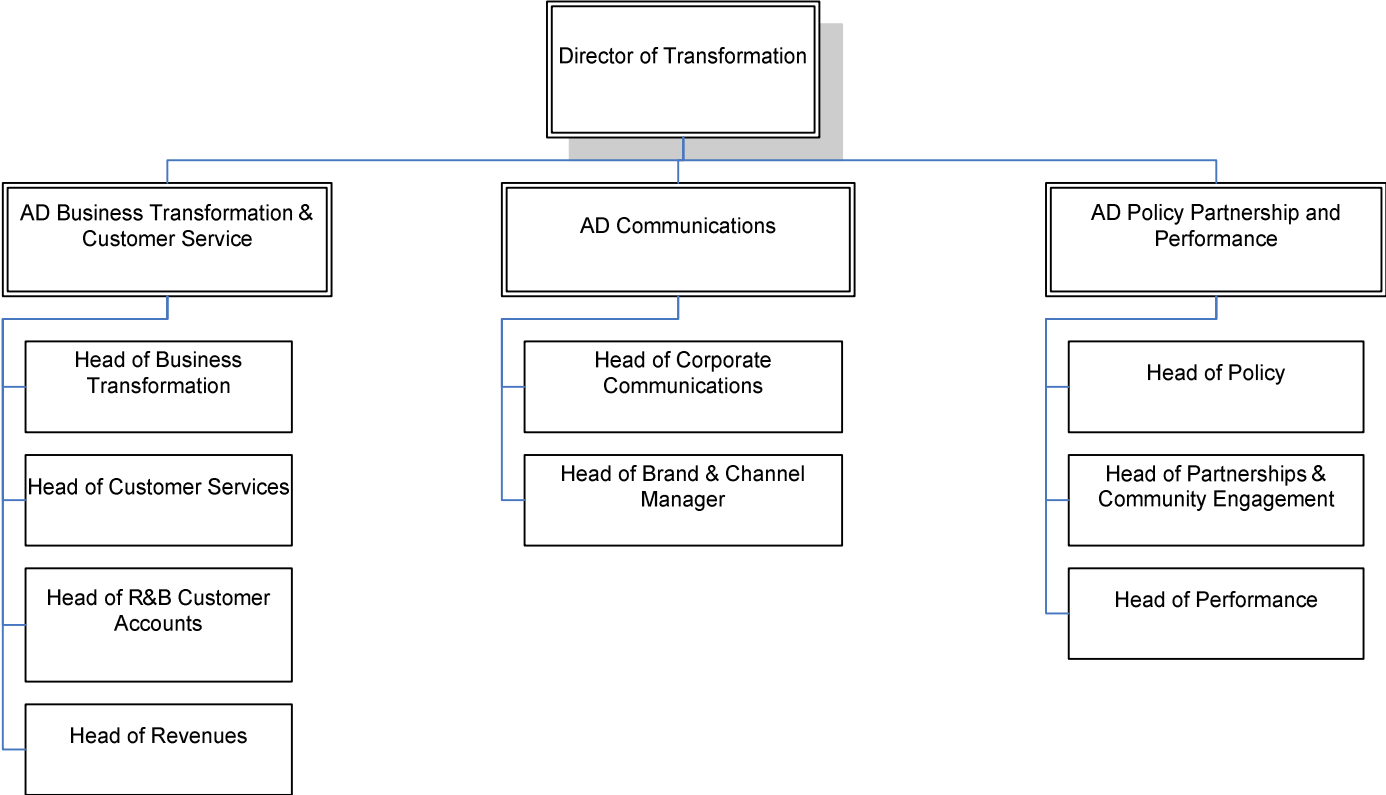 Director of Transformation
AD Business Transformation &
Customer Service
AD Communications
AD Policy Partnership and
Performance
Head of Business
Transformation
Head of Corporate
Communications
Head of Policy
Head of Customer Services
Head of Brand & Channel
Manager
Head of Partnerships &
Community Engagement
Head of R&B Customer
Accounts
Head of Performance
Head of Revenues